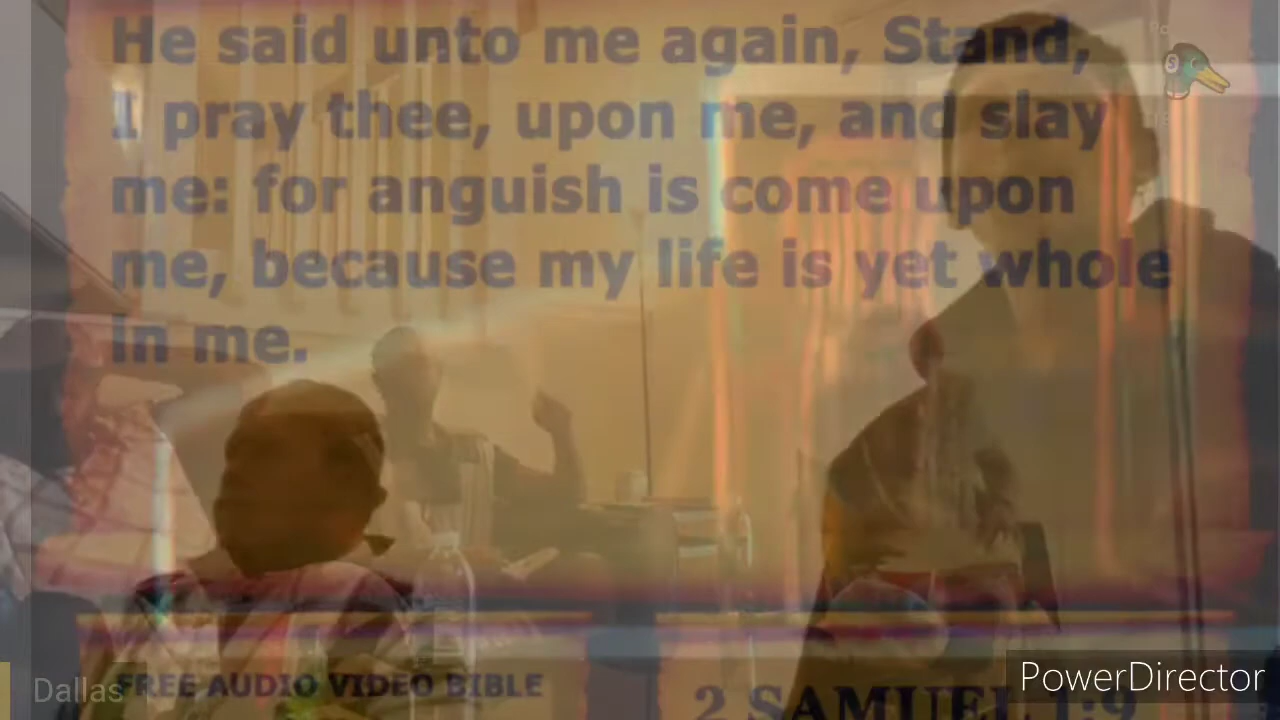 He said unto me again, Stand,
I pray thee, upon me, and slay
me: for anguish is come upon
me, because my life is yet whole
in me.
Dallas
FREE AUDIO VIDEO BIBLE
2 SAMUEL 1:9
PowerDirector